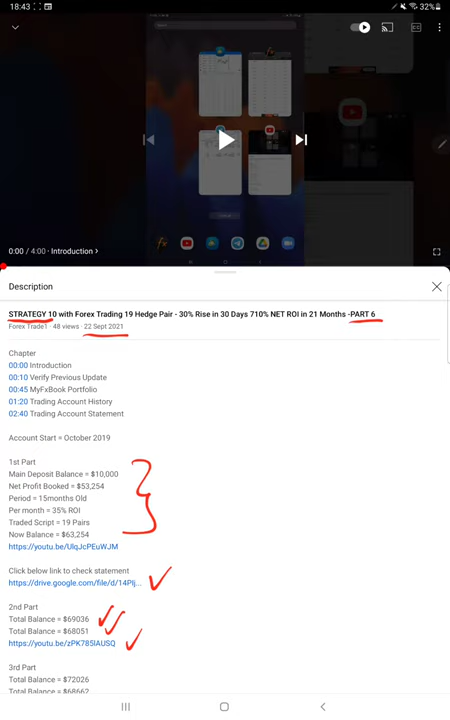 18:43
32%
0:00 / 4:00 · Introduction >
Description
STRATEGY 10 with Forex Trading 19 Hedge Pair - 30% Rise in 30 Days 710% NET ROI in 21 Months -PART 6
Forex Trade1 · 48 views · 22 Sept 2021
Chapter
00:00 Introduction
00:10 Verify Previous Update
00:45 MyFxBook Portfolio
01:20 Trading Account History
02:40 Trading Account Statement
Account Start = October 2019
1st Part
Main Deposit Balance = $10,000
Net Profit Booked = $53,254
Period = 15months Old
Per month = 35% ROI
Traded Script = 19 Pairs
Now Balance = $63,254
https://youtu.be/UlqJcPEuWJM
Click below link to check statement
https://drive.google.com/file/d/14PIj...
2nd Part
Total Balance = $69036
Total Balance = $68051
https://youtu.be/zPK785lAUSQ
3rd Part
Total Balance = $72026
Total Balance = $68662